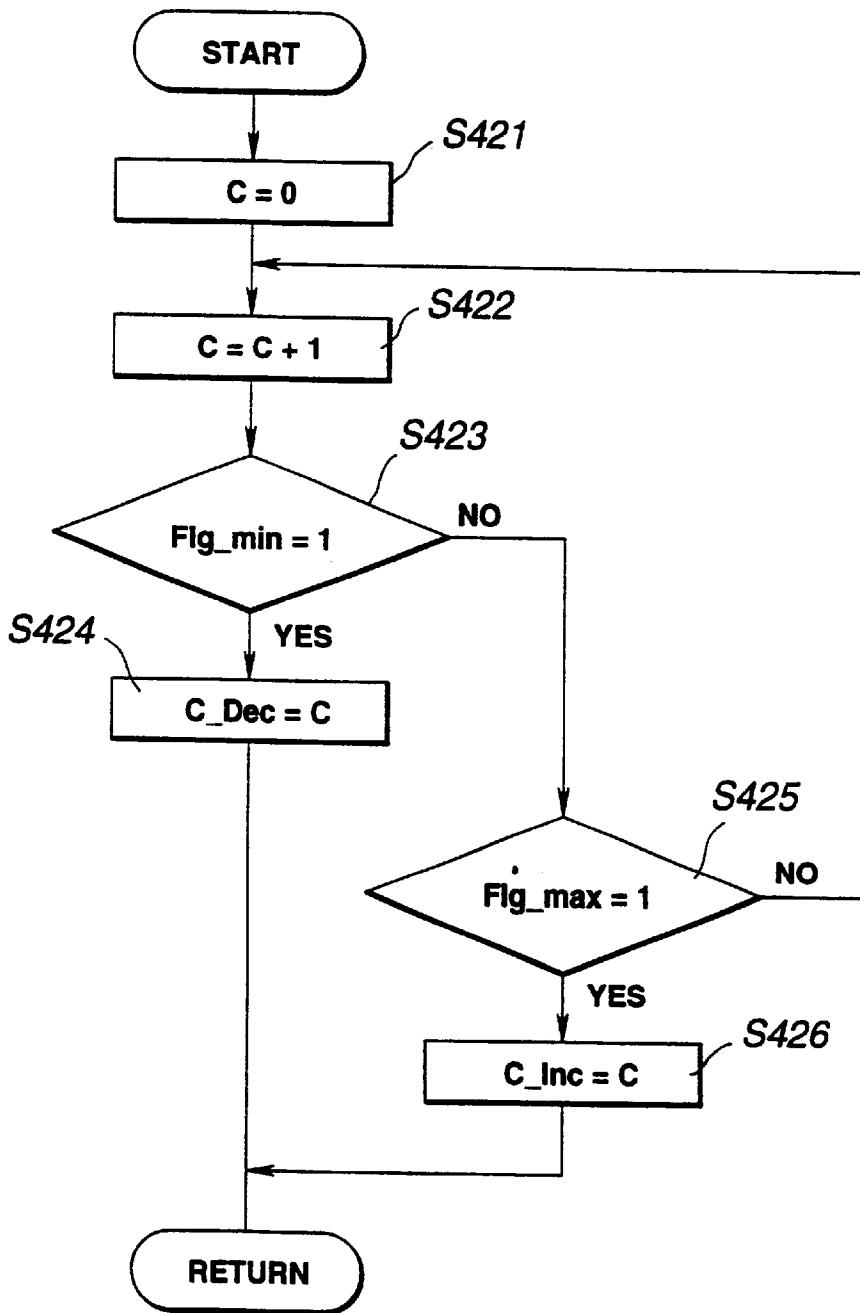 START
S421
C = 0
S422
C = C + 1
S423
Flg_min = 1
NO
S424
YES
C_Dec = C
S425
Flg_max = 1
NO
YES
S426
C_Inc = C
RETURN